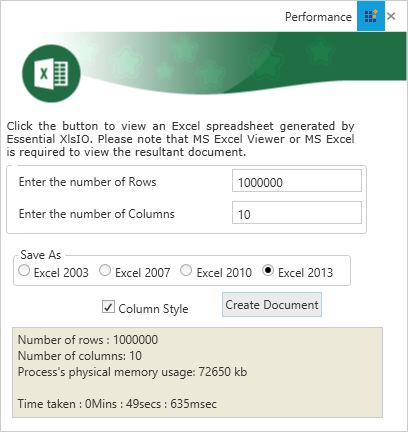 Performance
Click the button to view an Excel spreadsheet generated by
Essential XlsIO. Please note that MS Excel Viewer or MS Excel
is required to view the resultant document.
Enter the number of Rows 1000000
Enter the number of Columns 10
Save As
Excel 2003 Excel 2007 Excel 2010 Excel 2013
Column Style Create Document
Number of rows : 1000000
Number of columns: 10
Process's physical memory usage: 72650 kb
Time taken : 0Mins : 49secs : 635msec